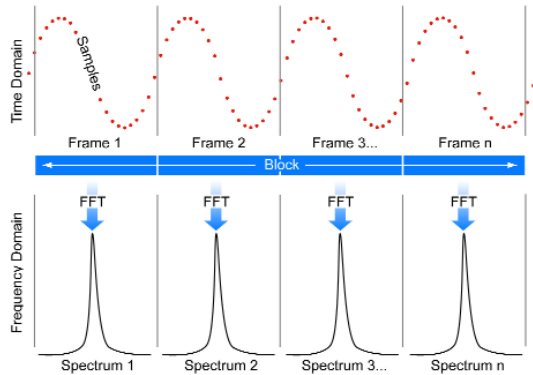 Time Domain
Samples
Frame 1
Frame 2
Frame 3...
Frame n
Block
FFT
FFT
FFT
FFT
Frequency Domain
Spectrum 1
Spectrum 2
Spectrum 3...
Spectrum n